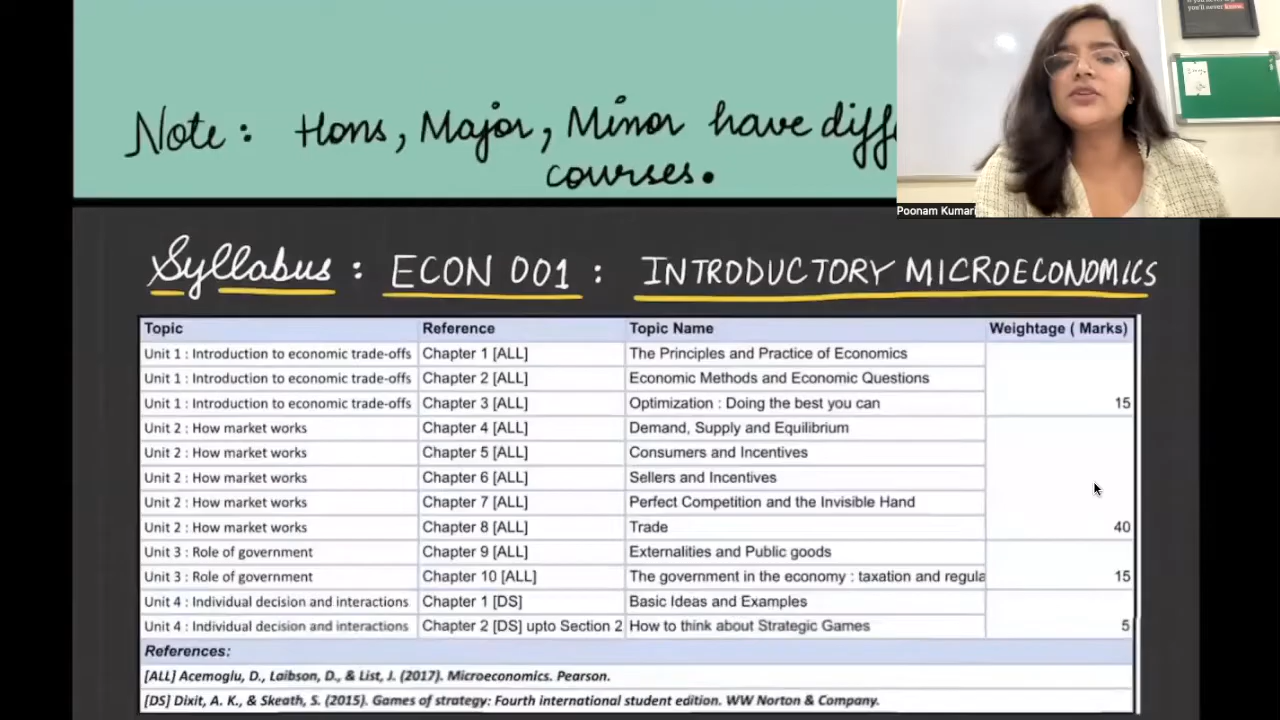 you'll never know.
Note: Hons, Major, Minor have diff
courses.
Poonam Kumari
Syllabus : ECON 001 : INTRODUCTORY MICROECONOMICS
Topic Reference Topic Name Weightage ( Marks)
Unit 1 : Introduction to economic trade-offs Chapter 1 [ALL] The Principles and Practice of Economics
Unit 1 : Introduction to economic trade-offs Chapter 2 [ALL] Economic Methods and Economic Questions
Unit 1 : Introduction to economic trade-offs Chapter 3 [ALL] Optimization : Doing the best you can 15
Unit 2 : How market works Chapter 4 [ALL] Demand, Supply and Equilibrium
Unit 2 : How market works Chapter 5 [ALL] Consumers and Incentives
Unit 2 : How market works Chapter 6 [ALL] Sellers and Incentives
Unit 2 : How market works Chapter 7 [ALL] Perfect Competition and the Invisible Hand
Unit 2 : How market works Chapter 8 [ALL] Trade 40
Unit 3 : Role of government Chapter 9 [ALL] Externalities and Public goods
Unit 3 : Role of government Chapter 10 [ALL] The government in the economy : taxation and regula 15
Unit 4 : Individual decision and interactions Chapter 1 [DS] Basic Ideas and Examples
Unit 4 : Individual decision and interactions Chapter 2 [DS] upto Section 2 How to think about Strategic Games 5
References:
[ALL] Acemoglu, D., Laibson, D., & List, J. (2017). Microeconomics. Pearson.
[DS] Dixit, A. K., & Skeath, S. (2015). Games of strategy: Fourth international student edition. WW Norton & Company.